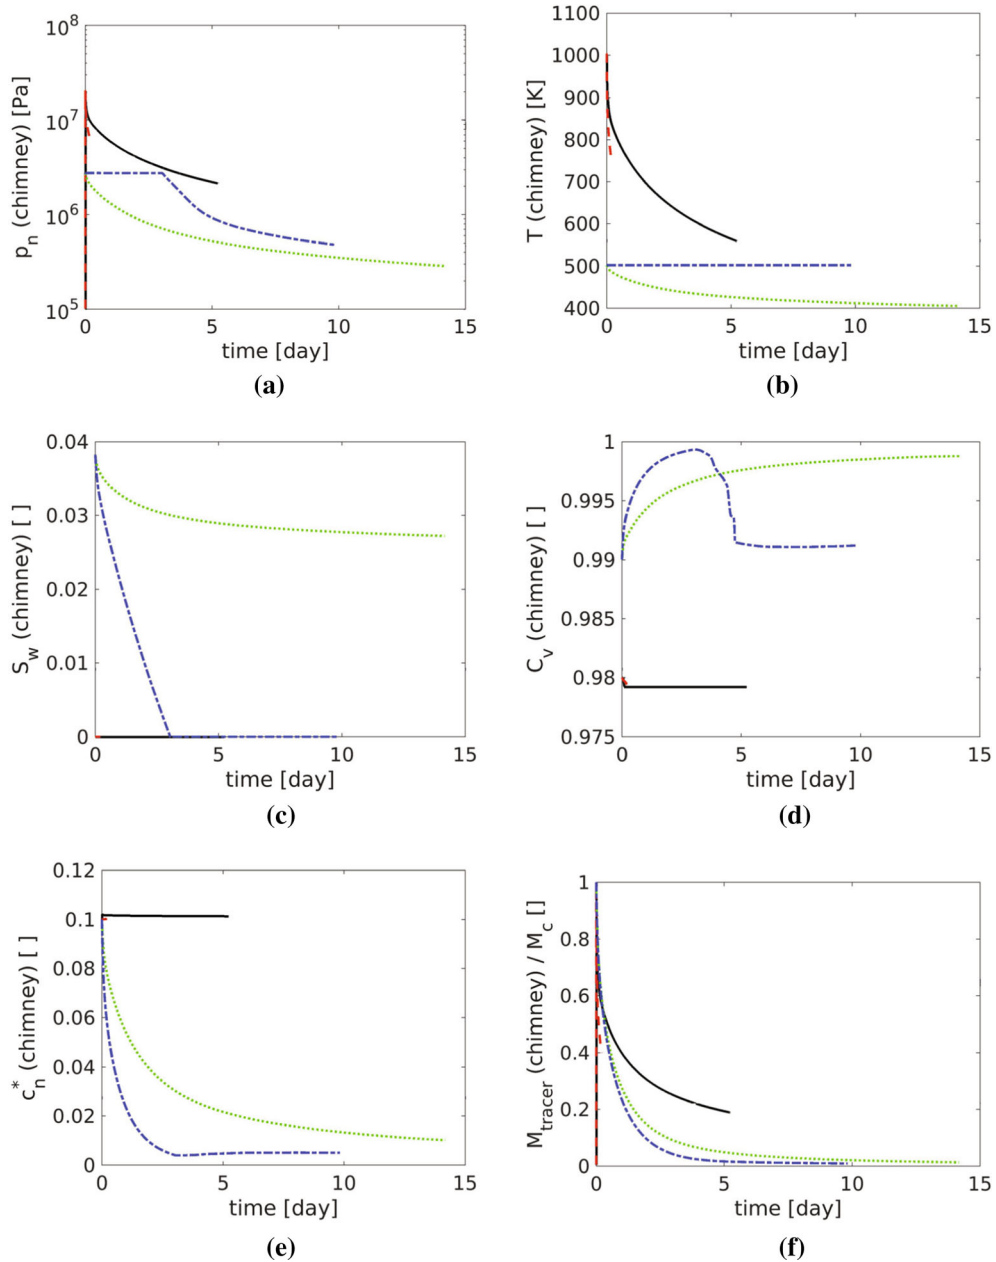 10^8
10^7
10^6
10^5
p_n (chimney) [Pa]
0 5 10 15
time [day]
(a)
1100
1000
900
800
700
600
500
400
T (chimney) [K]
0 5 10 15
time [day]
(b)
0.04
0.03
0.02
0.01
0
S_w (chimney) [ ]
0 5 10 15
time [day]
(c)
1
0.995
0.99
0.985
0.98
0.975
C_v (chimney) [ ]
0 5 10 15
time [day]
(d)
0.12
0.1
0.08
0.06
0.04
0.02
0
c_n^* (chimney) [ ]
0 5 10 15
time [day]
(e)
1
0.8
0.6
0.4
0.2
0
M_tracer (chimney) / M_c []
0 5 10 15
time [day]
(f)